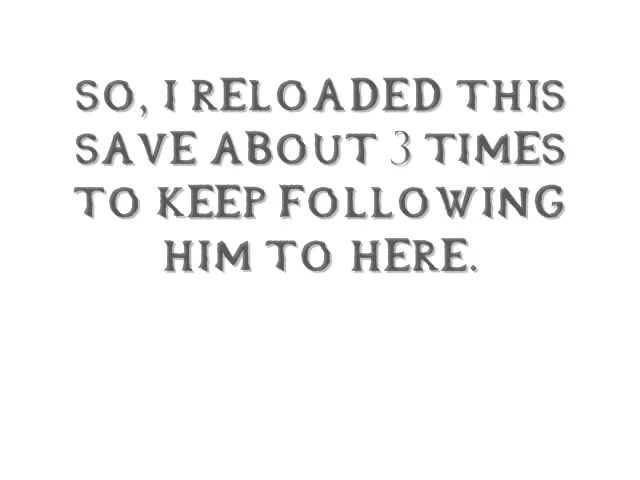 SO, I RELOADED THIS
SAVE ABOUT 3 TIMES
TO KEEP FOLLOWING
HIM TO HERE.